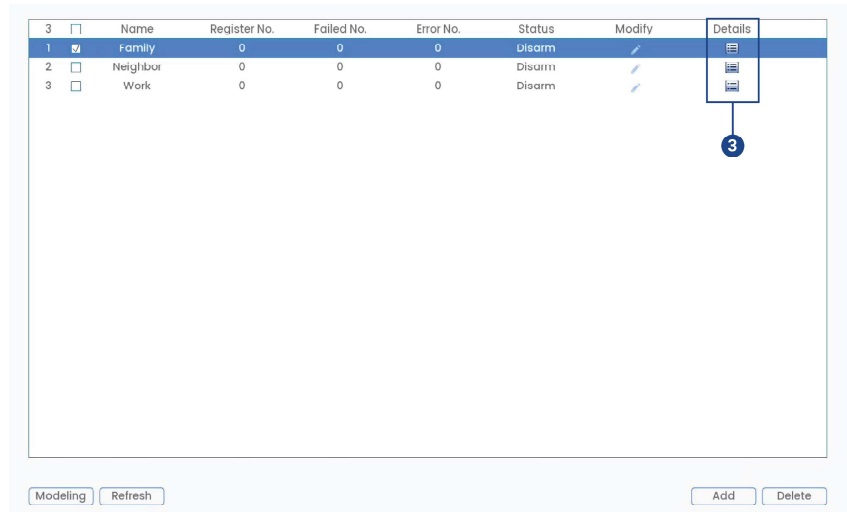 3 Name Register No. Failed No. Error No. Status Modify Details
1 Family 0 0 0 Disarm
2 Neighbor 0 0 0 Disarm
3 Work 0 0 0 Disarm
3
Modeling Refresh Add Delete